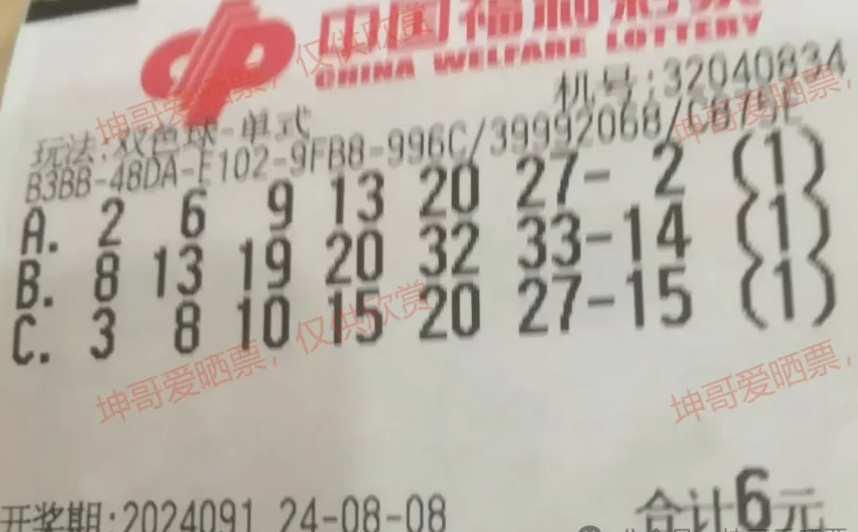 中国福利彩票
CHINA WELFARE LOTTERY
机号:32040834
玩法:双色球-单式
B3BB-48DA-E102-9FB8-996C/39992068/C875E
A. 2 6 9 13 20 27- 2 (1)
B. 8 13 19 20 32 33-14 (1)
C. 3 8 10 15 20 27-15 (1)
开奖期:2024091 24-08-08 合计6元
坤哥爱晒票,仅供欣赏
坤哥爱晒票,
坤哥爱晒票,仅供欣赏
坤哥爱晒票,